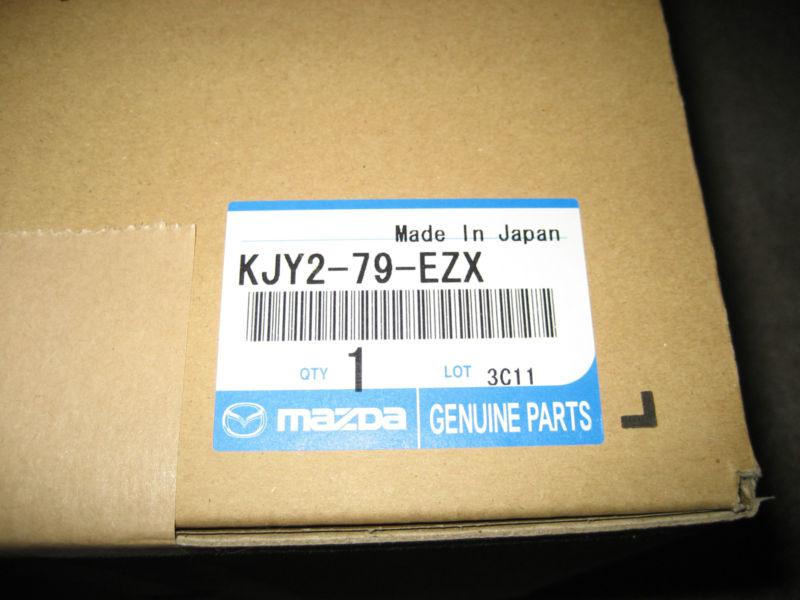 Made In Japan
KJY2-79-EZX
QTY 1 LOT 3C11
mazda GENUINE PARTS